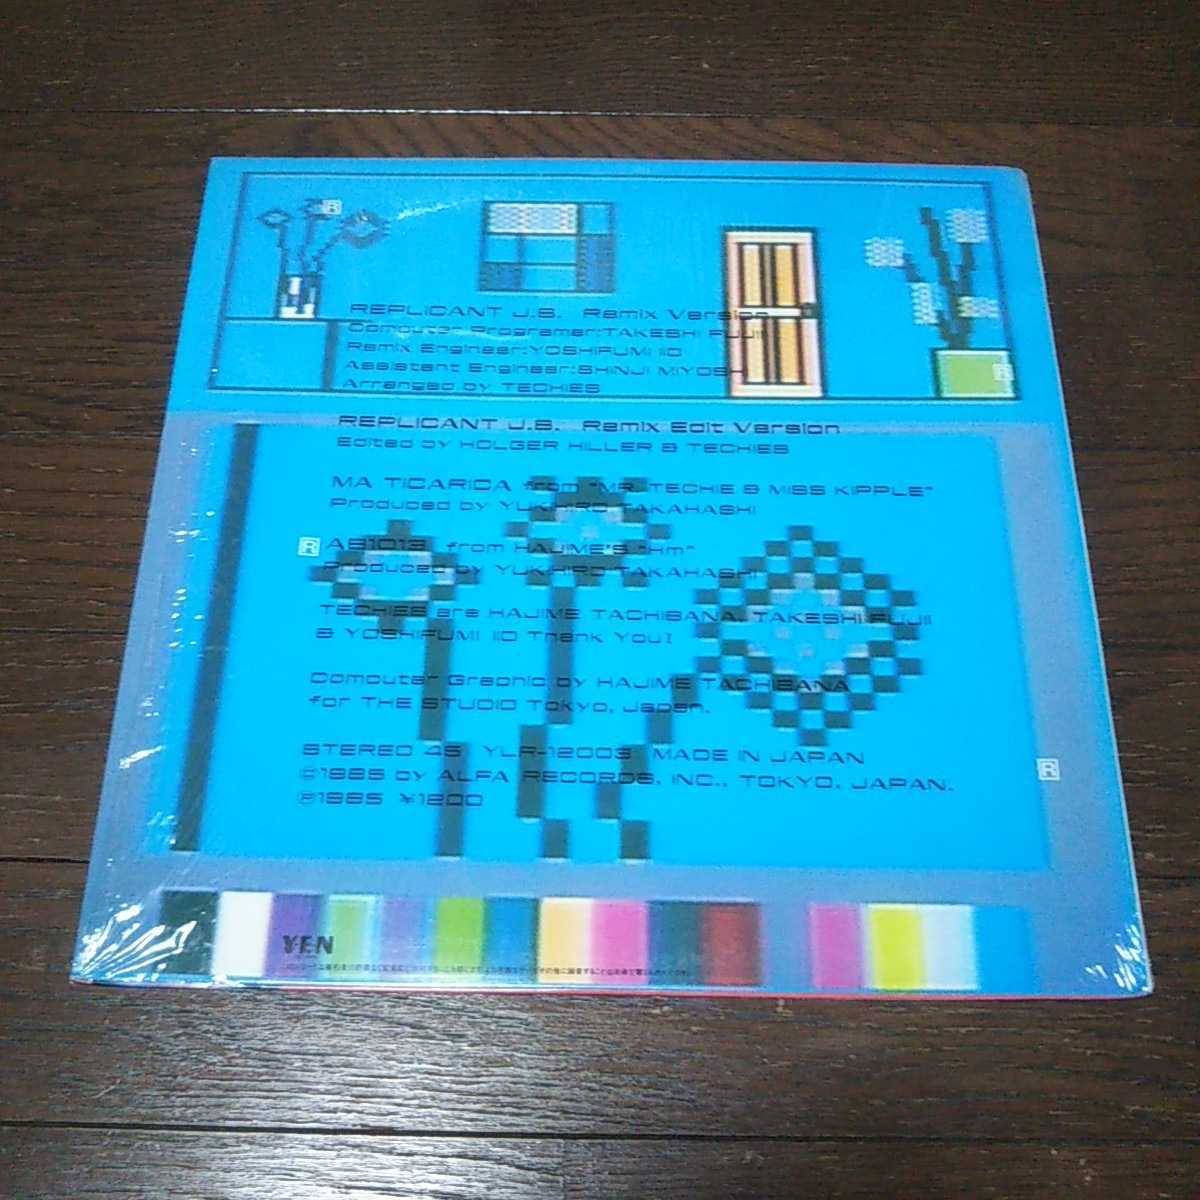 REPLICANT J.B. Remix Version
Computer Programer:TAKESHI FUJII
Remix Engineer:YOSHIFUMI IIO
Assistant Engineer:SHINJI MIYOSHI
Arranged by TECHIES
REPLICANT J.B. Remix Edit Version
Edited by HOLGER HILLER & TECHIES
MA TICARICA from "MR. TECHIE & MISS KIPPLE"
Produced by YUKIHIRO TAKAHASHI
R AB1013 from HAJIME'S "Hm"
Produced by YUKIHIRO TAKAHASHI
TECHIES are HAJIME TACHIBANA, TAKESHI FUJII
& YOSHIFUMI IIO Thank You!
Computer Graphic by HAJIME TACHIBANA
for THE STUDIO Tokyo, Japan.
STEREO 45 YLR-12003 MADE IN JAPAN
©1985 by ALFA RECORDS, INC., TOKYO, JAPAN.
℗1985 ¥1200
R
YEN